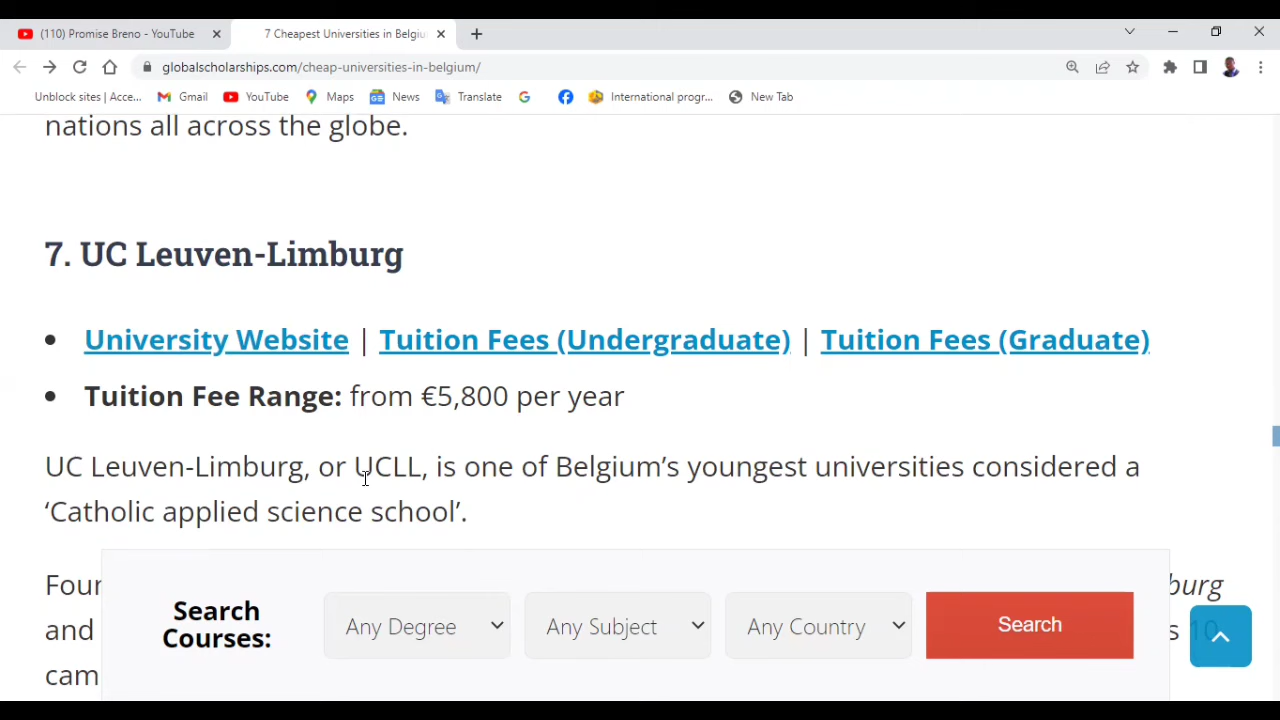 (110) Promise Breno - YouTube
7 Cheapest Universities in Belgiu
globalscholarships.com/cheap-universities-in-belgium/
Unblock sites | Acce...
Gmail
YouTube
Maps
News
Translate
International progr...
New Tab
nations all across the globe.
7. UC Leuven-Limburg
• University Website | Tuition Fees (Undergraduate) | Tuition Fees (Graduate)
• Tuition Fee Range: from €5,800 per year
UC Leuven-Limburg, or UCLL, is one of Belgium’s youngest universities considered a
‘Catholic applied science school’.
Search
Courses:
Any Degree
Any Subject
Any Country
Search
and
10